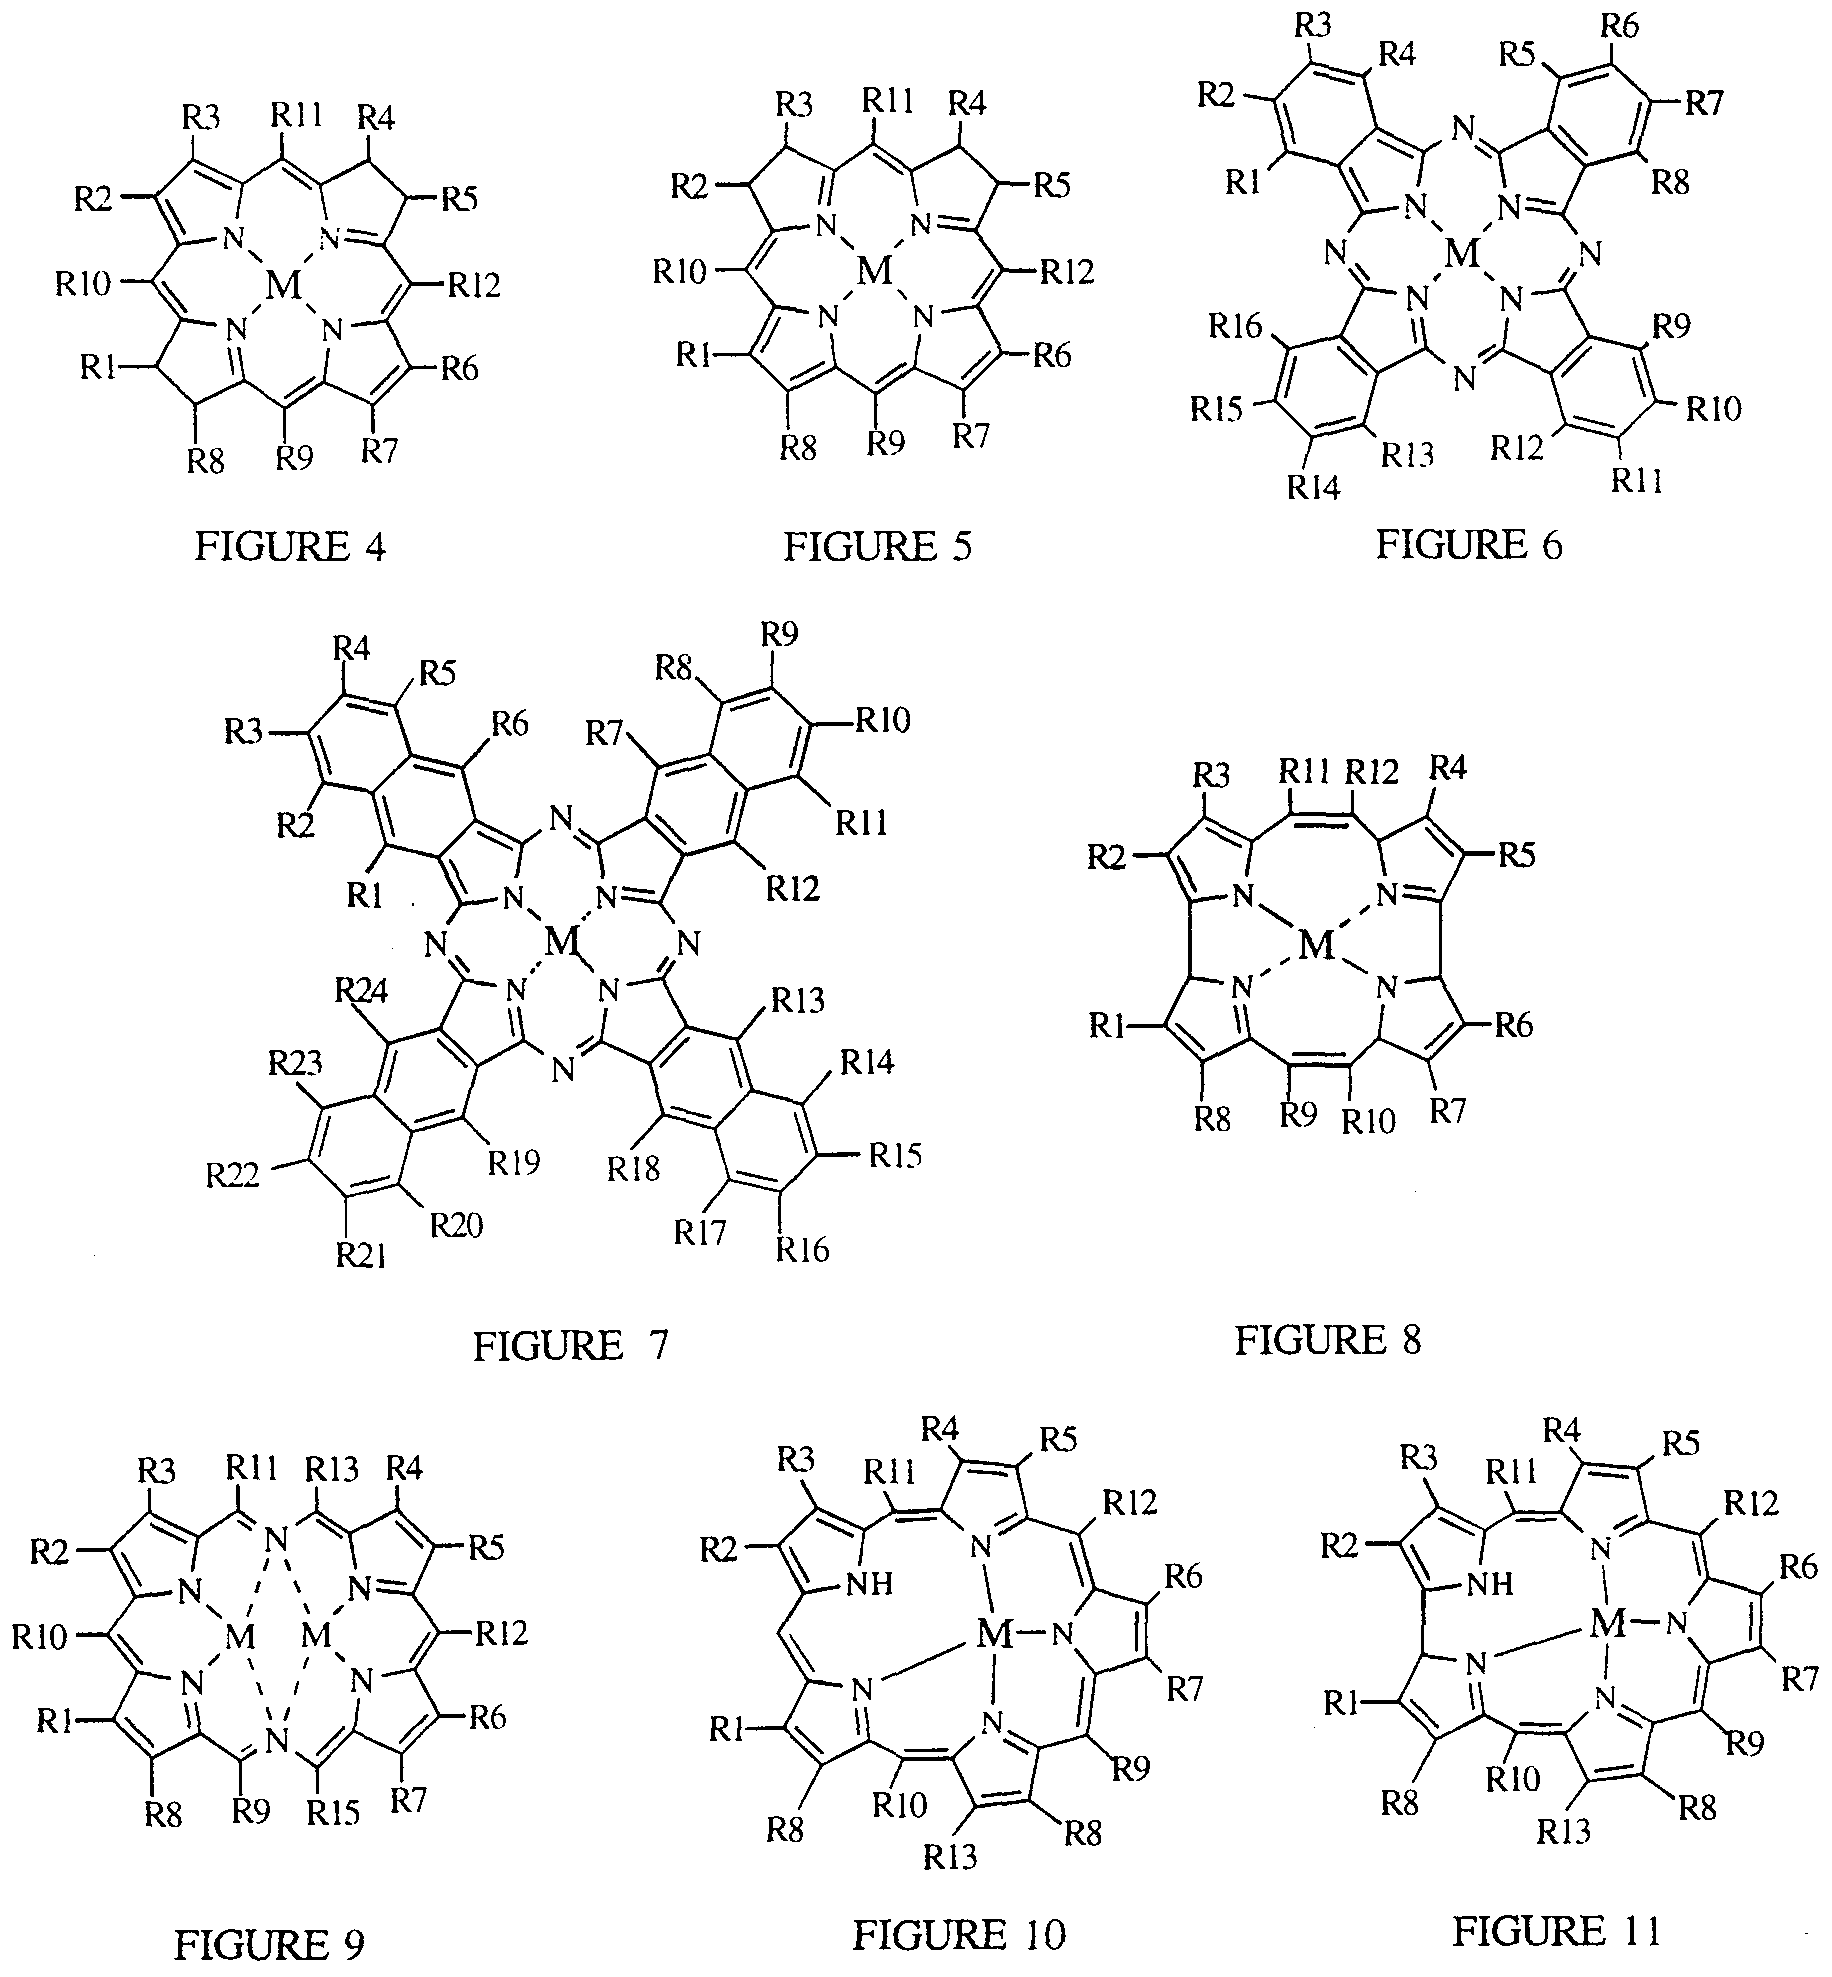 R3 R11 R4
R2 R5
N N
R10 M R12
N N
R1 R6
R8 R9 R7
FIGURE 4
R3 R11 R4
R2 R5
N N
R10 M R12
N N
R1 R6
R8 R9 R7
FIGURE 5
R3 R6
R4 R5
R2 R7
N
R1 R8
N N
N M N
N N
R16 R9
N
R15 R10
R13 R12
R14 R11
FIGURE 6
R4 R9
R5 R8
R3 R6 R7 R10
R2 N R11
R1 R12
N N
N M N
N N
R24 R13
R23 N R14
R22 R19 R18 R15
R20 R17
R21 R16
FIGURE 7
R3 R11 R12 R4
R2 R5
N N
M
N N
R1 R6
R8 R9 R10 R7
FIGURE 8
R3 R11 R13 R4
R2 N R5
N N
R10 M M R12
N N
R1 N R6
R8 R9 R15 R7
FIGURE 9
R4 R5
R3 R11 R12
R2 N
NH R6
M N
N R7
R1 N
R10 R9
R8 R13 R8
FIGURE 10
R4 R5
R3 R11 R12
R2 N
NH R6
M N
N R7
R1 N
R10 R9
R8 R13 R8
FIGURE 11